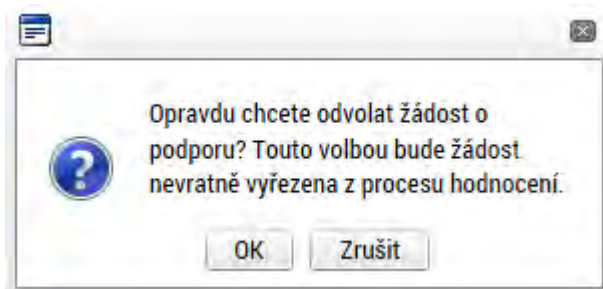 Opravdu chcete odvolat žádost o
podporu? Touto volbou bude žádost
nevratně vyřezena z procesu hodnocení.
OK Zrušit